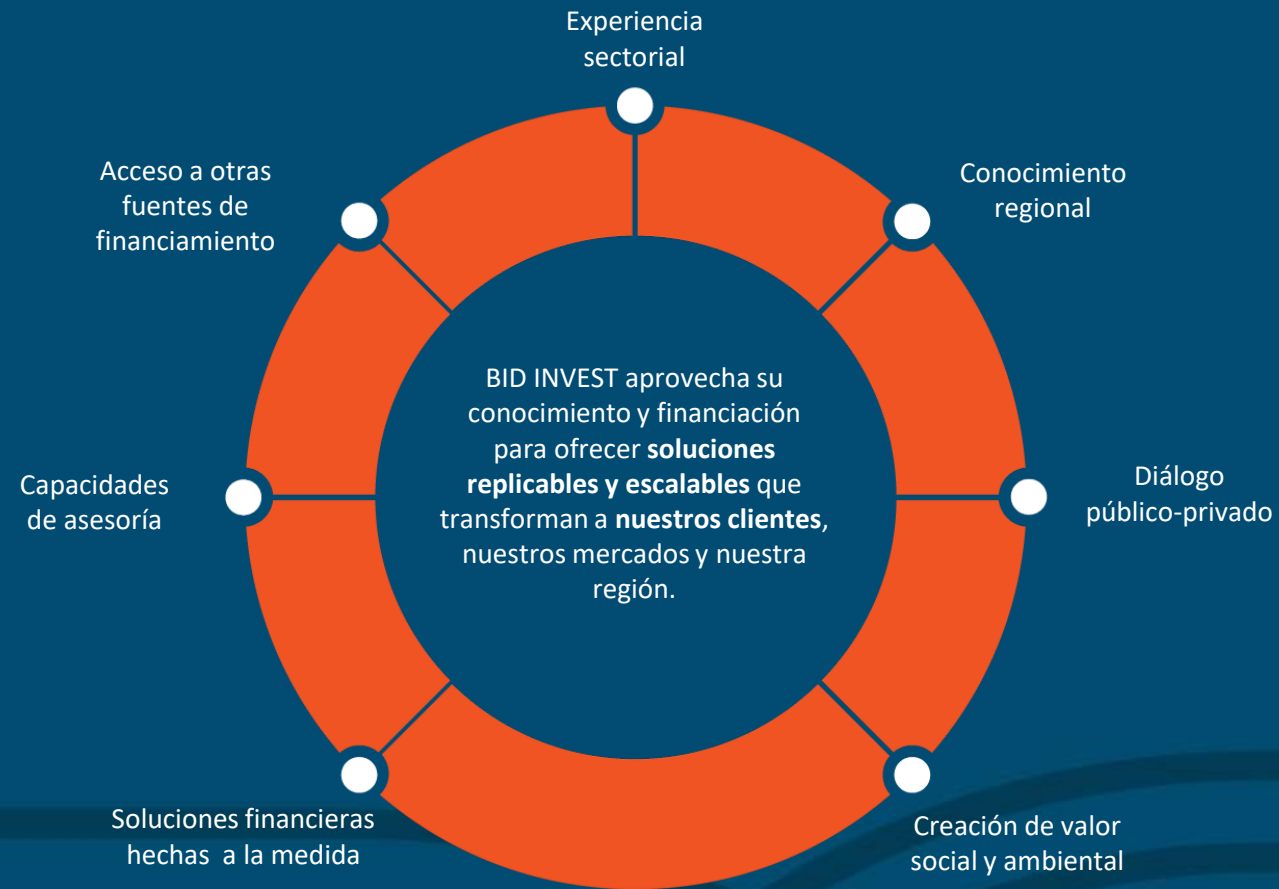 Experiencia
sectorial
Acceso a otras
fuentes de
financiamiento
Conocimiento
regional
BID INVEST aprovecha su
conocimiento y financiación
para ofrecer soluciones
replicables y escalables que
transforman a nuestros clientes,
nuestros mercados y nuestra
región.
Capacidades
de asesoría
Diálogo
público-privado
Soluciones financieras
hechas  a la medida
Creación de valor
social y ambiental